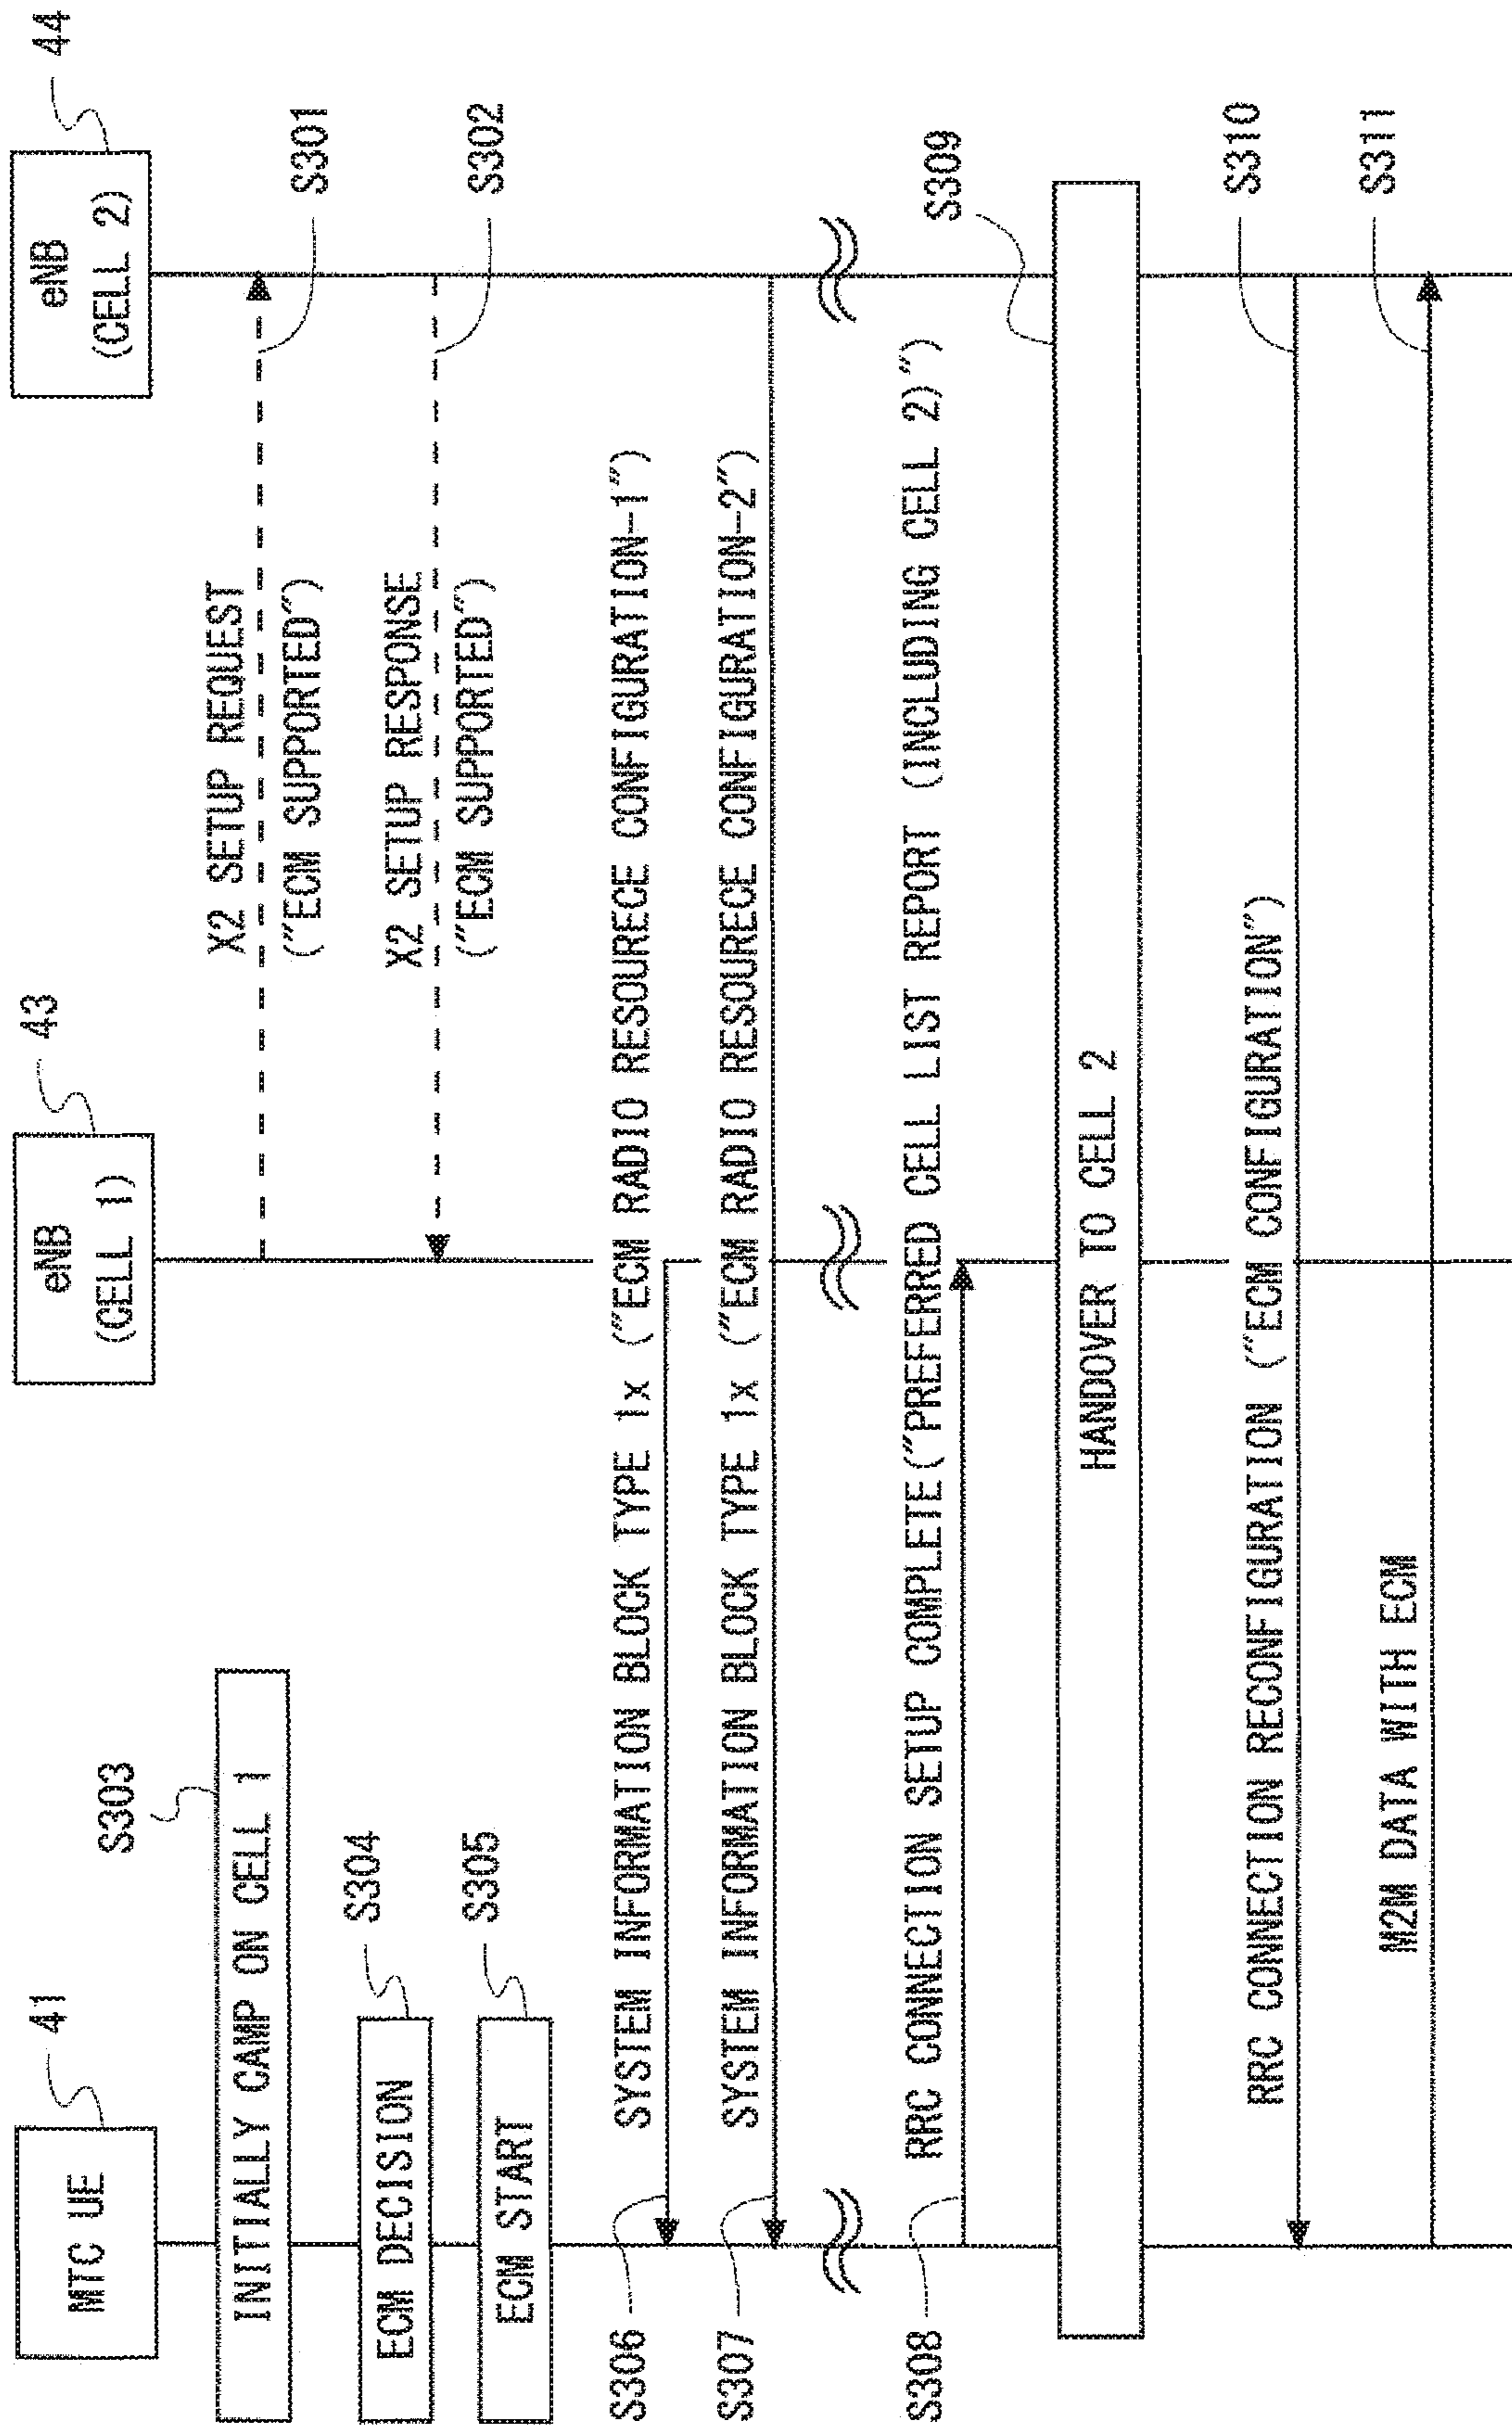 MTC UE
41
eNB
(CELL 1)
43
eNB
(CELL 2)
44
X2 SETUP REQUEST
("ECM SUPPORTED")
S301
X2 SETUP RESPONSE
("ECM SUPPORTED")
S302
S303
INITIALLY CAMP ON CELL 1
S304
ECM DECISION
S305
ECM START
S306
SYSTEM INFORMATION BLOCK TYPE 1x ("ECM RADIO RESOURECE CONFIGURATION-1")
S307
SYSTEM INFORMATION BLOCK TYPE 1x ("ECM RADIO RESOURECE CONFIGURATION-2")
S308
RRC CONNECTION SETUP COMPLETE("PREFERRED CELL LIST REPORT (INCLUDING CELL 2)")
S309
HANDOVER TO CELL 2
RRC CONNECTION RECONFIGURATION ("ECM CONFIGURATION")
S310
M2M DATA WITH ECM
S311